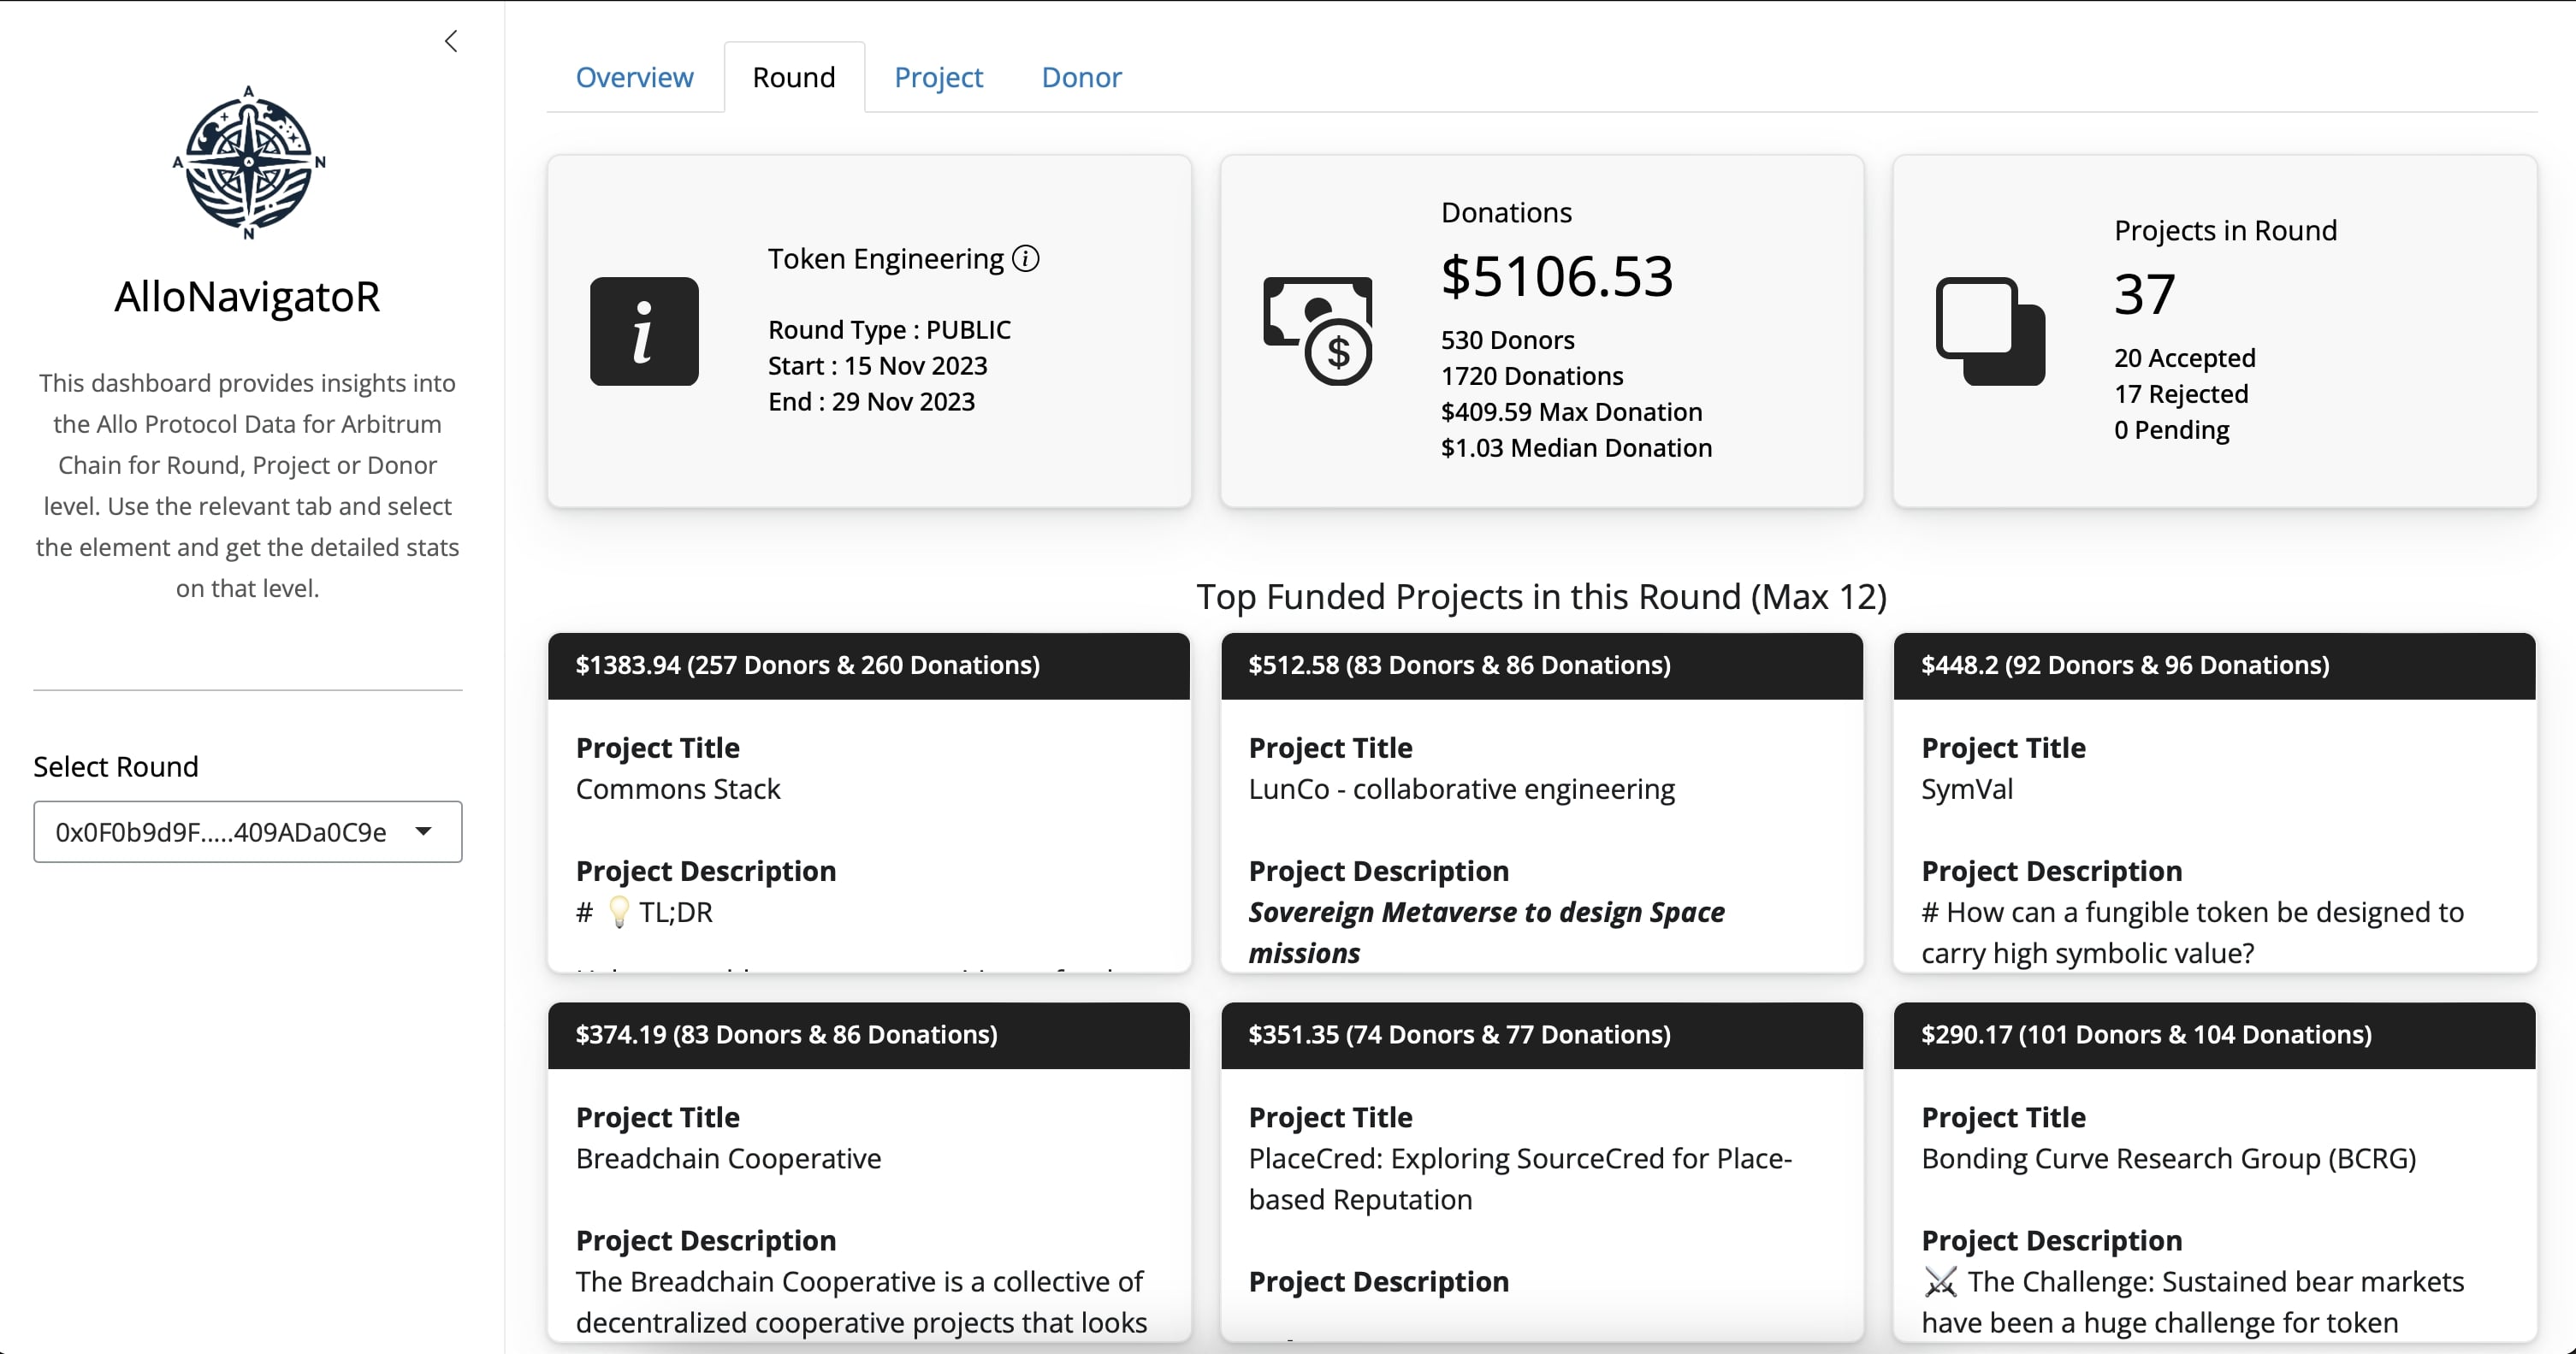 A
A N
N
AlloNavigatoR
This dashboard provides insights into
the Allo Protocol Data for Arbitrum
Chain for Round, Project or Donor
level. Use the relevant tab and select
the element and get the detailed stats
on that level.
Select Round
0x0F0b9d9F.....409ADa0C9e
Overview Round Project Donor
Token Engineering
Round Type : PUBLIC
Start : 15 Nov 2023
End : 29 Nov 2023
Donations
$5106.53
530 Donors
1720 Donations
$409.59 Max Donation
$1.03 Median Donation
Projects in Round
37
20 Accepted
17 Rejected
0 Pending
Top Funded Projects in this Round (Max 12)
$1383.94 (257 Donors & 260 Donations)
Project Title
Commons Stack
Project Description
# 💡 TL;DR
$512.58 (83 Donors & 86 Donations)
Project Title
LunCo - collaborative engineering
Project Description
Sovereign Metaverse to design Space
missions
$448.2 (92 Donors & 96 Donations)
Project Title
SymVal
Project Description
# How can a fungible token be designed to
carry high symbolic value?
$374.19 (83 Donors & 86 Donations)
Project Title
Breadchain Cooperative
Project Description
The Breadchain Cooperative is a collective of
decentralized cooperative projects that looks
$351.35 (74 Donors & 77 Donations)
Project Title
PlaceCred: Exploring SourceCred for Place-
based Reputation
Project Description
$290.17 (101 Donors & 104 Donations)
Project Title
Bonding Curve Research Group (BCRG)
Project Description
⚔️ The Challenge: Sustained bear markets
have been a huge challenge for token